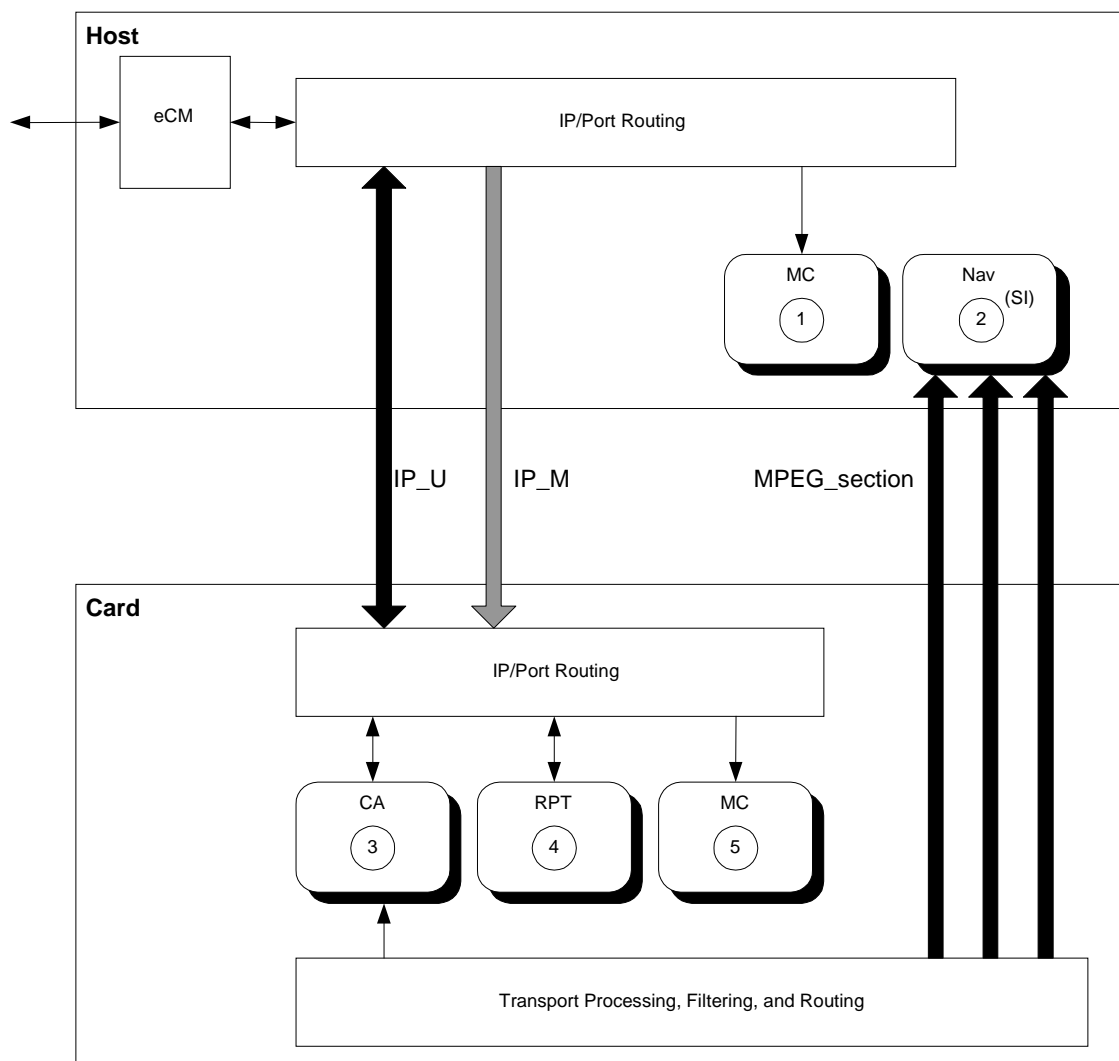 Host
eCM
IP/Port Routing
MC
1
Nav
(SI)
2
IP_U
IP_M
MPEG_section
Card
IP/Port Routing
CA
3
RPT
4
MC
5
Transport Processing, Filtering, and Routing